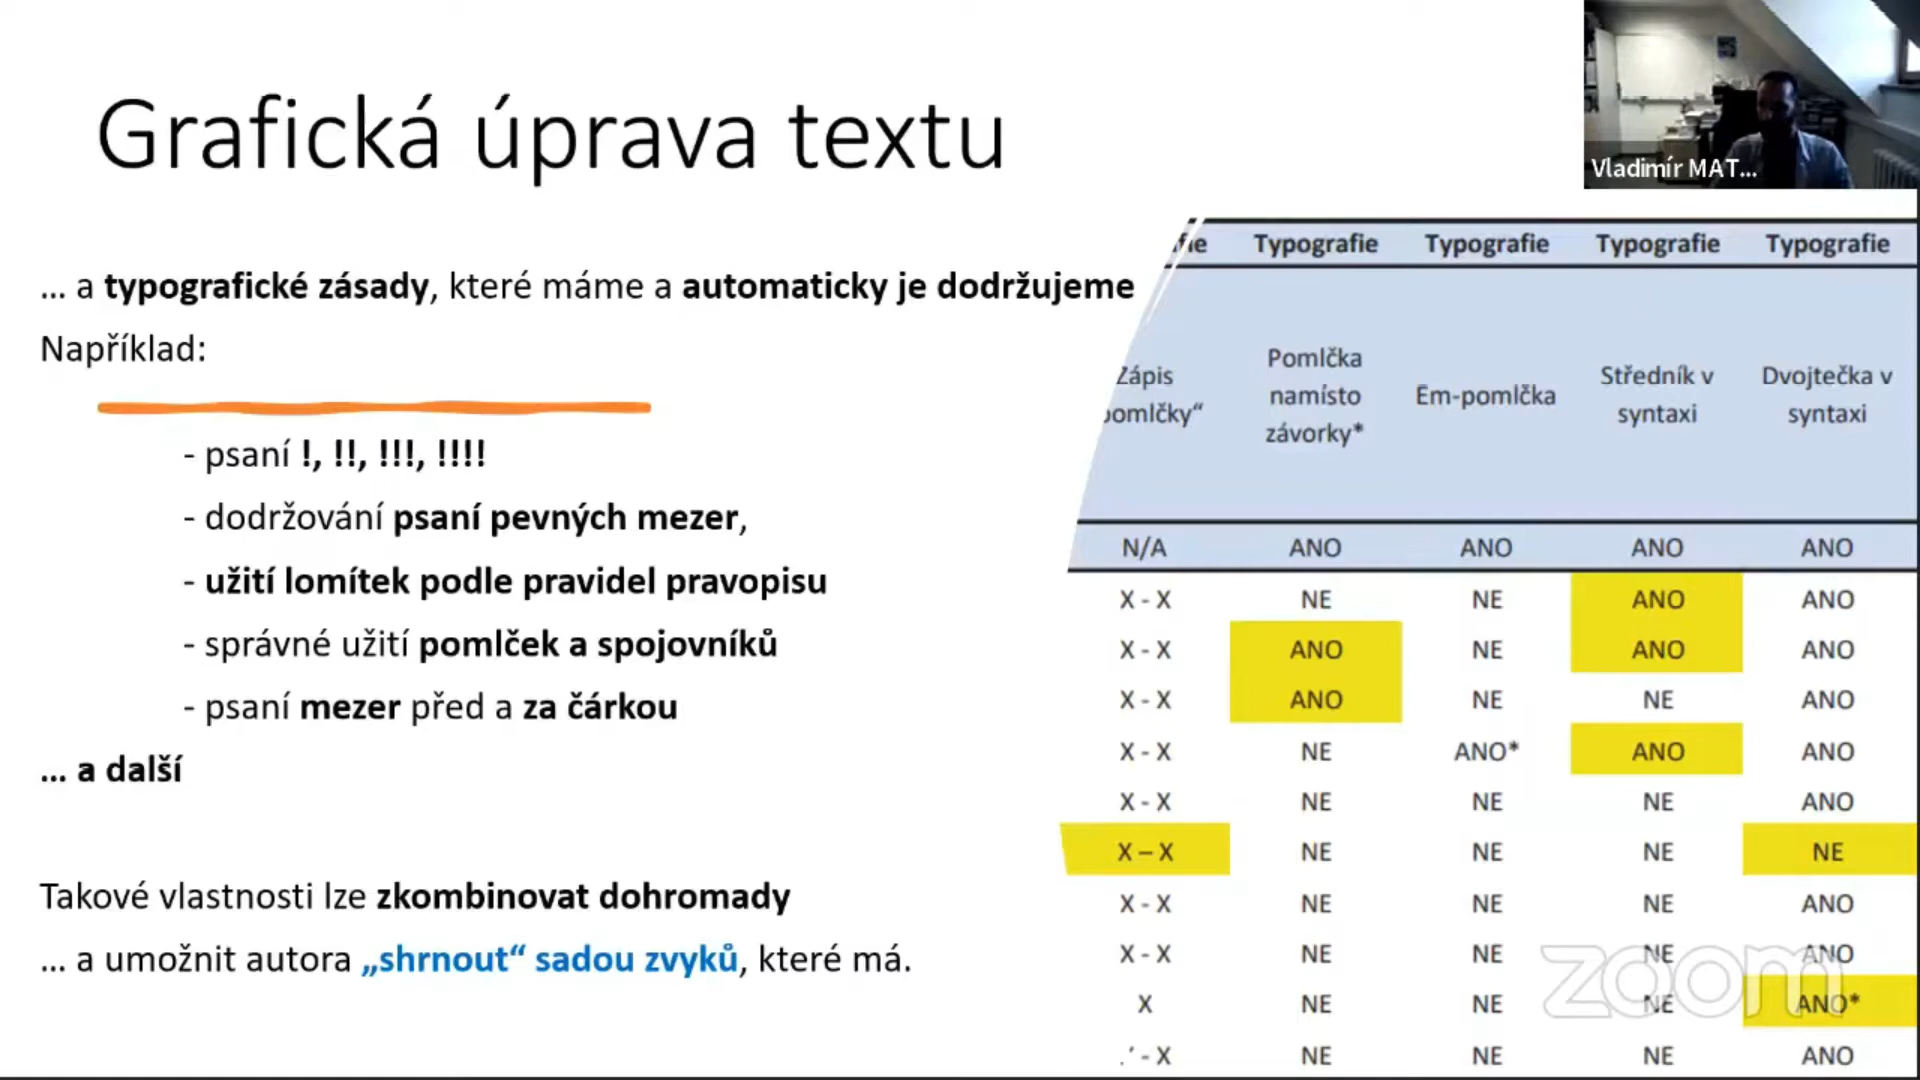 Grafická úprava textu
Vladimír MAT...
... a typografické zásady, které máme a automaticky je dodržujeme
Například:
- psaní !, !!, !!!, !!!!
- dodržování psaní pevných mezer,
- užití lomítek podle pravidel pravopisu
- správné užití pomlček a spojovníků
- psaní mezer před a za čárkou
... a další
Takové vlastnosti lze zkombinovat dohromady
... a umožnit autora „shrnout“ sadou zvyků, které má.
Typografie Typografie Typografie Typografie
Zápis
Pomlčka
namísto
závorky*
Em-pomlčka
Středník v
syntaxi
Dvojtečka v
syntaxi
N/A ANO ANO ANO ANO
X - X NE NE ANO ANO
X - X ANO NE ANO ANO
X - X ANO NE NE ANO
X - X NE ANO* ANO ANO
X - X NE NE NE ANO
X – X NE NE NE NE
X - X NE NE NE ANO
X - X NE NE NE ANO
X NE NE NE ANO*
- X NE NE NE ANO
zoom